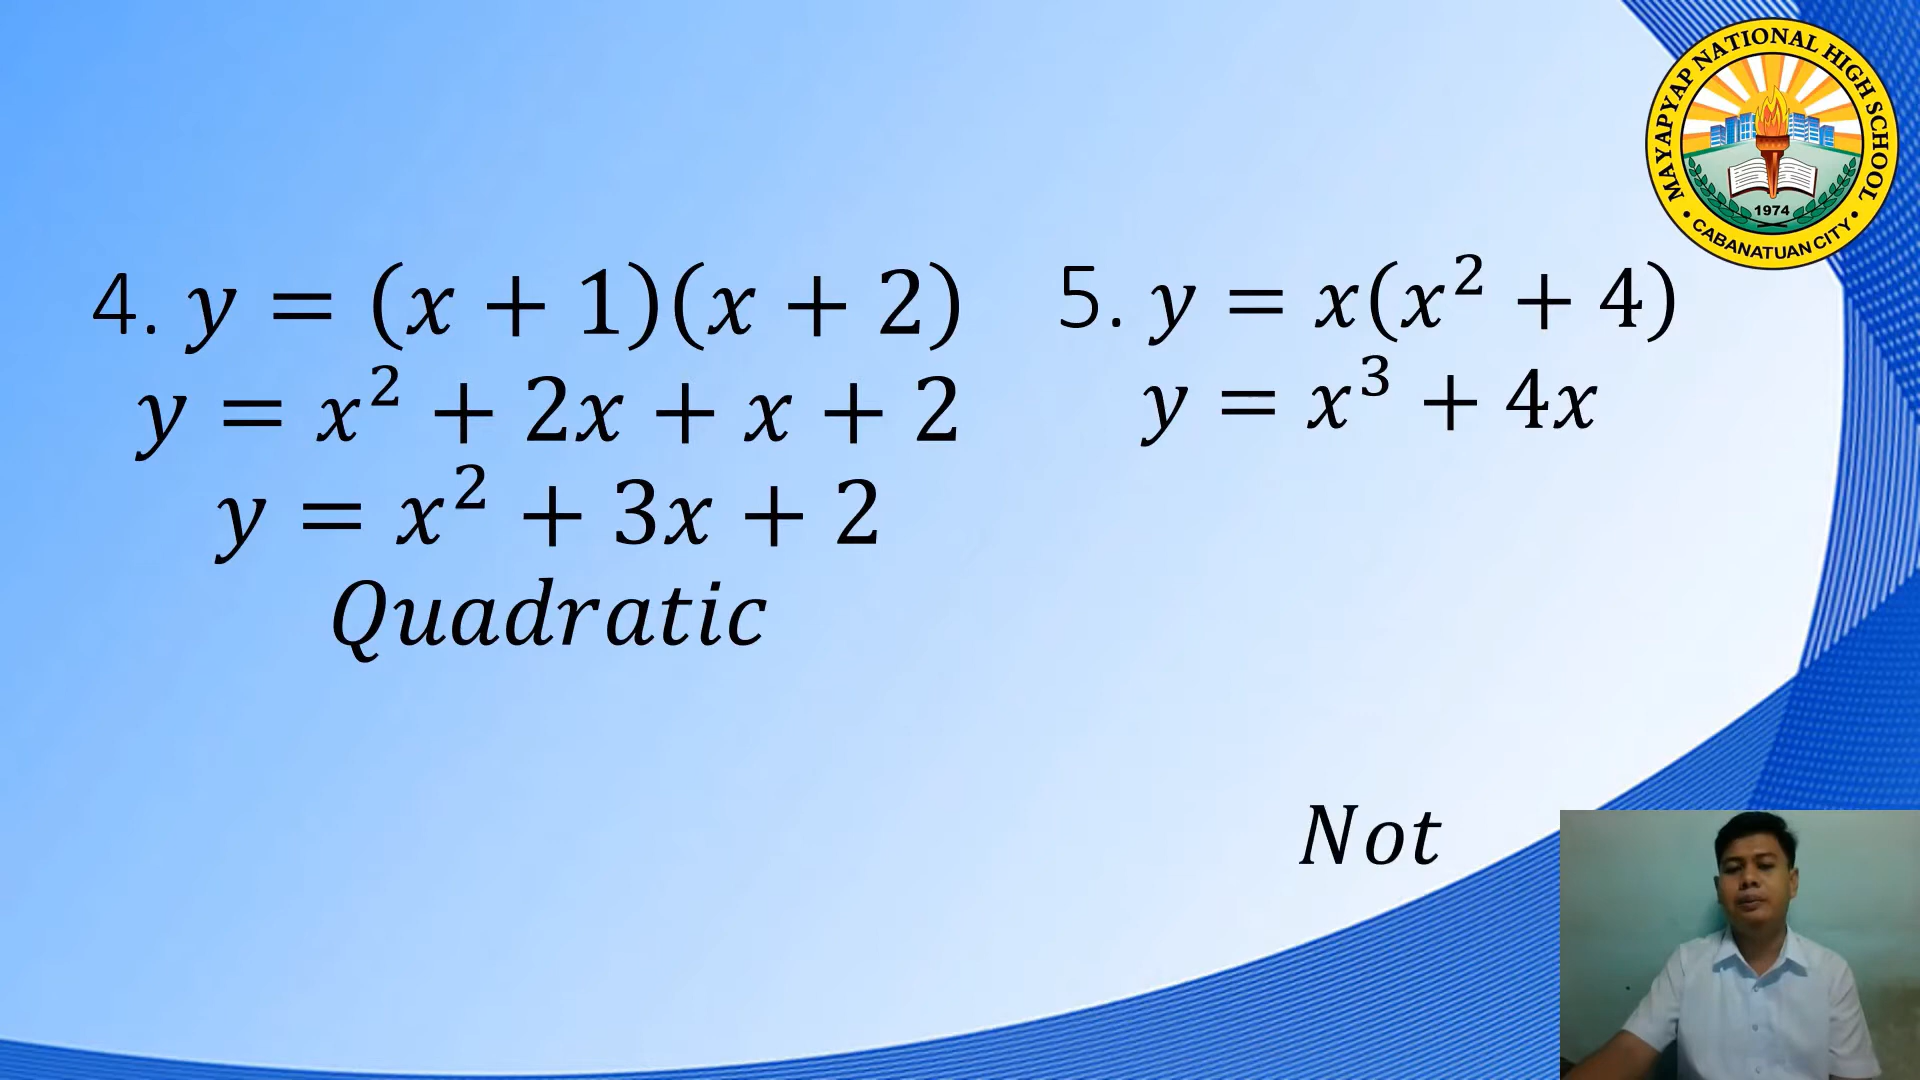 MAYAPYAP NATIONAL HIGH SCHOOL
1974
• CABANATUAN CITY •
4. y = (x + 1)(x + 2)
y = x² + 2x + x + 2
y = x² + 3x + 2
Quadratic
5. y = x(x² + 4)
y = x³ + 4x
Not